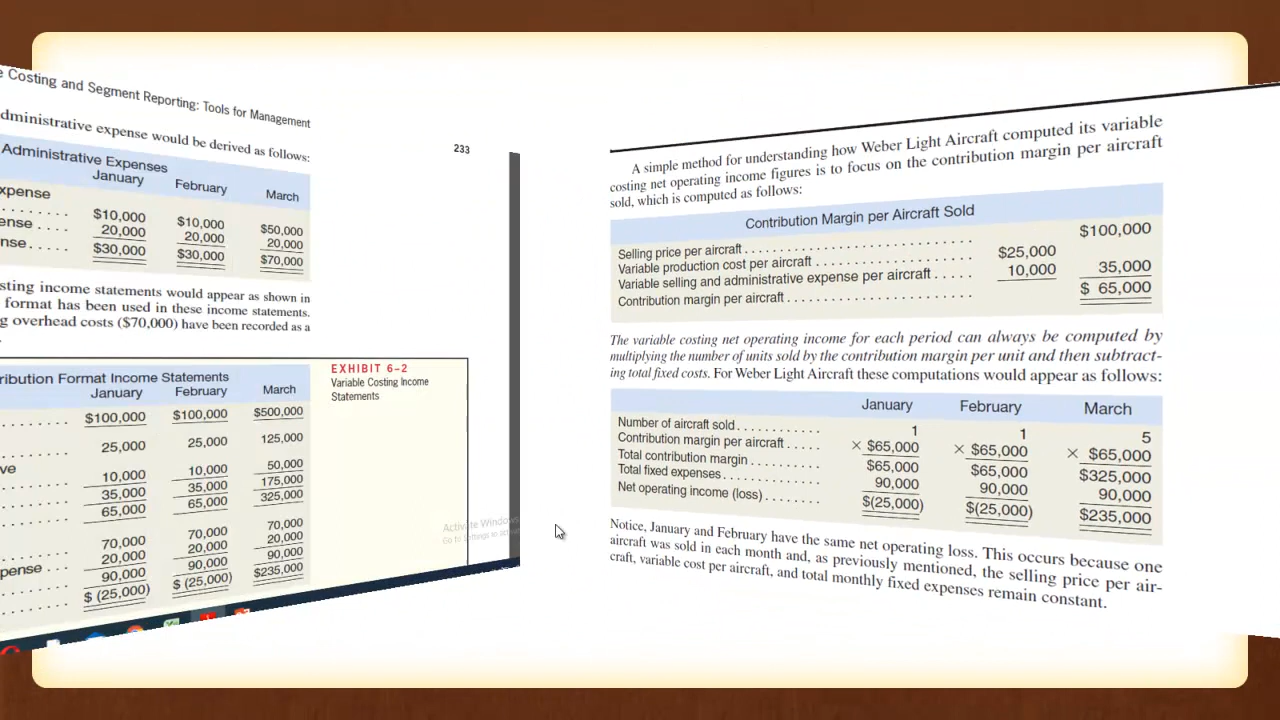 e Costing and Segment Reporting: Tools for Management
233
dministrative expense would be derived as follows:
Administrative Expenses
January February March
xpense
. . . . . . . . $10,000 $10,000 $50,000
ense . . . . 20,000 20,000 20,000
nse . . . . . $30,000 $30,000 $70,000
sting income statements would appear as shown in
format has been used in these income statements.
g overhead costs ($70,000) have been recorded as a
EXHIBIT 6–2
Variable Costing Income
Statements
ribution Format Income Statements
January February March
. . . . . . . . $100,000 $100,000 $500,000
. . . . . . . . 25,000 25,000 125,000
ve
. . . . . . . . 10,000 10,000 50,000
. . . . . . . . 35,000 35,000 175,000
. . . . . . . . 65,000 65,000 325,000
. . . . . . . . 70,000 70,000 70,000
pense . . . 20,000 20,000 20,000
. . . . . . . . 90,000 90,000 90,000
. . . . . . . . $ (25,000) $ (25,000) $235,000
Activate Windows
A simple method for understanding how Weber Light Aircraft computed its variable
costing net operating income figures is to focus on the contribution margin per aircraft
sold, which is computed as follows:
Contribution Margin per Aircraft Sold
Selling price per aircraft . . . . . . . . $100,000
Variable production cost per aircraft . . . . . . . . $25,000
Variable selling and administrative expense per aircraft . . . . . 10,000 35,000
Contribution margin per aircraft . . . . . . . . $ 65,000
The variable costing net operating income for each period can always be computed by
multiplying the number of units sold by the contribution margin per unit and then subtract-
ing total fixed costs. For Weber Light Aircraft these computations would appear as follows:
January February March
Number of aircraft sold . . . . . . . . 1 1 5
Contribution margin per aircraft . . . . . × $65,000 × $65,000 × $65,000
Total contribution margin . . . . . . . . $65,000 $65,000 $325,000
Total fixed expenses . . . . . . . . 90,000 90,000 90,000
Net operating income (loss) . . . . . . . . $(25,000) $(25,000) $235,000
Notice, January and February have the same net operating loss. This occurs because one
aircraft was sold in each month and, as previously mentioned, the selling price per air-
craft, variable cost per aircraft, and total monthly fixed expenses remain constant.